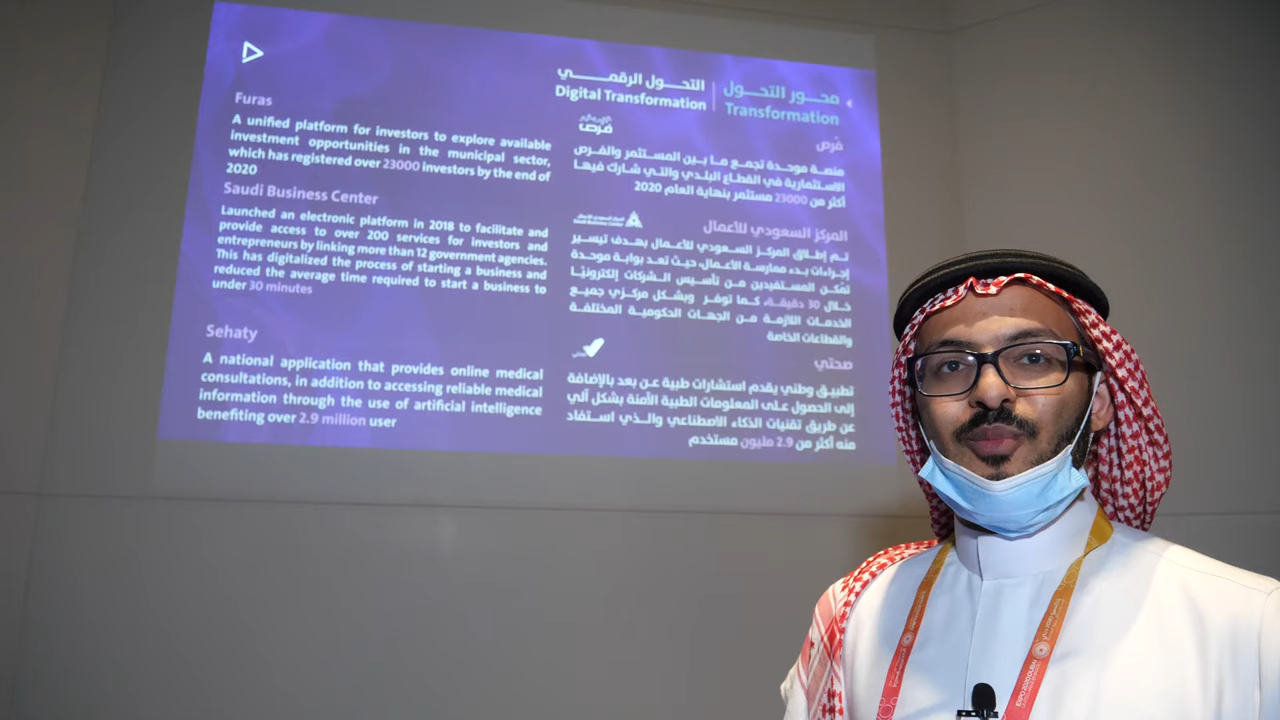 محور التحول
Transformation
التحول الرقمي
Digital Transformation
Furas
A unified platform for investors to explore available
investment opportunities in the municipal sector,
which has registered over 23000 investors by the end of
2020
Saudi Business Center
Launched an electronic platform in 2018 to facilitate and
provide access to over 200 services for investors and
entrepreneurs by linking more than 12 government agencies.
This has digitalized the process of starting a business and
reduced the average time required to start a business to
under 30 minutes
Sehaty
A national application that provides online medical
consultations, in addition to accessing reliable medical
information through the use of artificial intelligence
benefiting over 2.9 million user
فرص
فُرص
منصة موحدة تجمع ما بين المستثمر والفرص
الاستثمارية في القطاع البلدي والتي شارك فيها
أكثر من 23000 مستثمر بنهاية العام 2020
المركز السعودي للأعمال
Saudi Business Center
المركز السعودي للأعمال
تم إطلاق المركز السعودي للأعمال بهدف تيسير
إجراءات بدء ممارسة الأعمال، حيث تعد بوابة موحدة
تمكن المستفيدين من تأسيس الشركات إلكترونيًا
خلال 30 دقيقة، كما توفر وبشكل مركزي جميع
الخدمات اللازمة من الجهات الحكومية المختلفة
والقطاعات الخاصة
صحتي
تطبيق وطني يقدم استشارات طبية عن بعد بالإضافة
إلى الحصول على المعلومات الطبية الآمنة بشكل آلي
عن طريق تقنيات الذكاء الاصطناعي والذي استفاد
منه أكثر من 2.9 مليون مستخدم
EXPO 2020 DUBAI